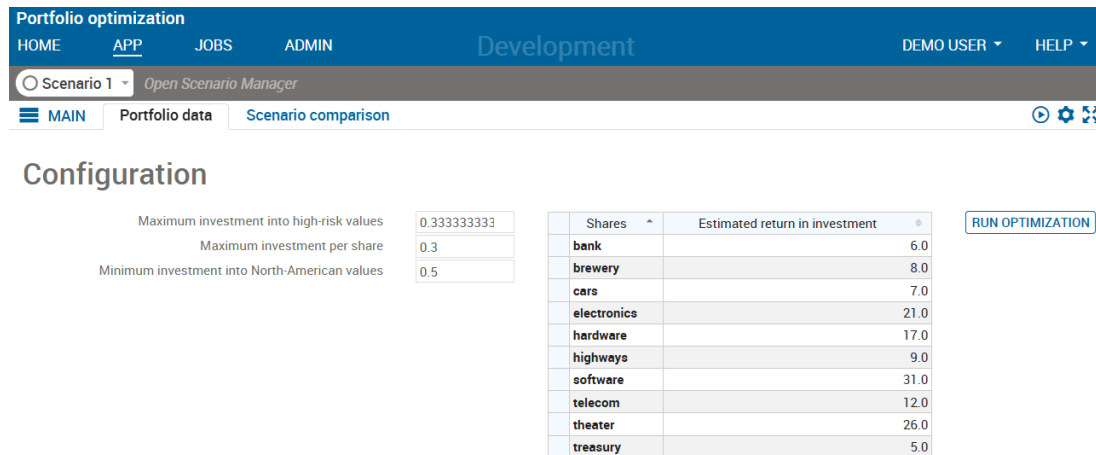 Portfolio optimization
HOME APP JOBS ADMIN Development DEMO USER HELP
Scenario 1 Open Scenario Manager
MAIN Portfolio data Scenario comparison
Configuration
Maximum investment into high-risk values 0.333333333
Maximum investment per share 0.3
Minimum investment into North-American values 0.5
Shares Estimated return in investment RUN OPTIMIZATION
bank 6.0
brewery 8.0
cars 7.0
electronics 21.0
hardware 17.0
highways 9.0
software 31.0
telecom 12.0
theater 26.0
treasury 5.0